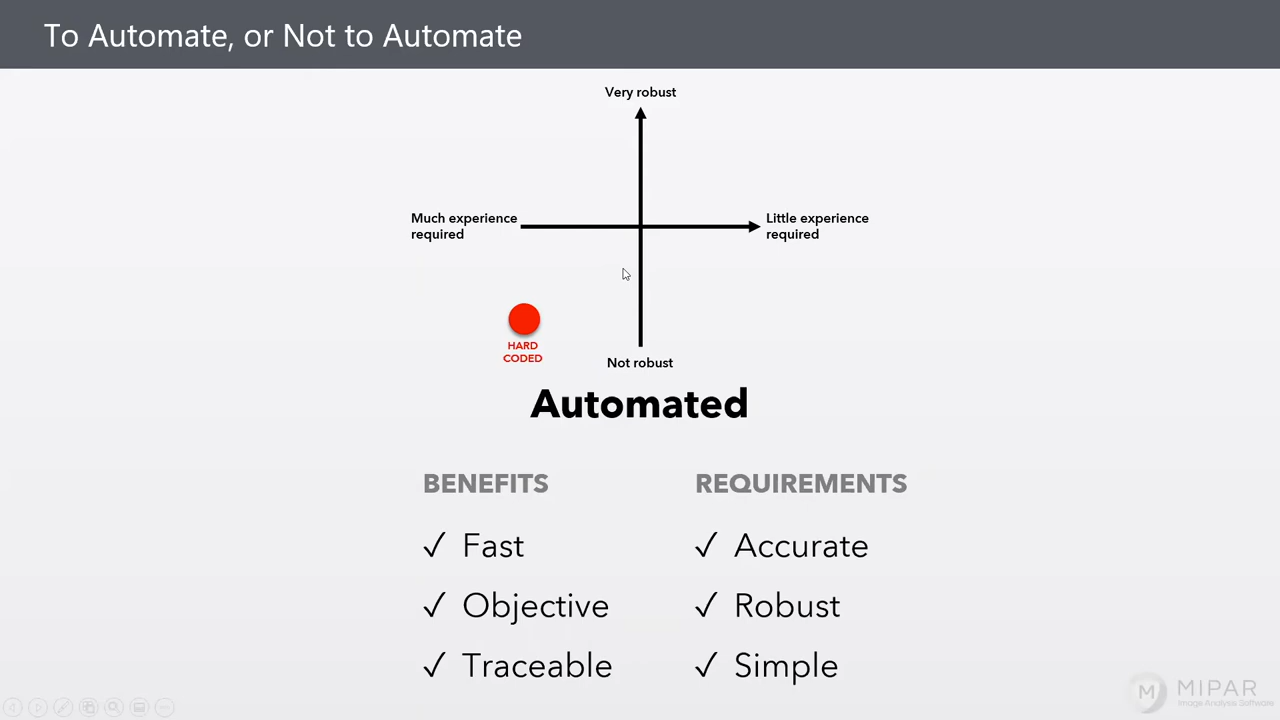 To Automate, or Not to Automate
Very robust
Much experience
required
Little experience
required
HARD
CODED
Not robust
Automated
BENEFITS
REQUIREMENTS
✓ Fast
✓ Accurate
✓ Objective
✓ Robust
✓ Traceable
✓ Simple
M
MIPAR
Image Analysis Software